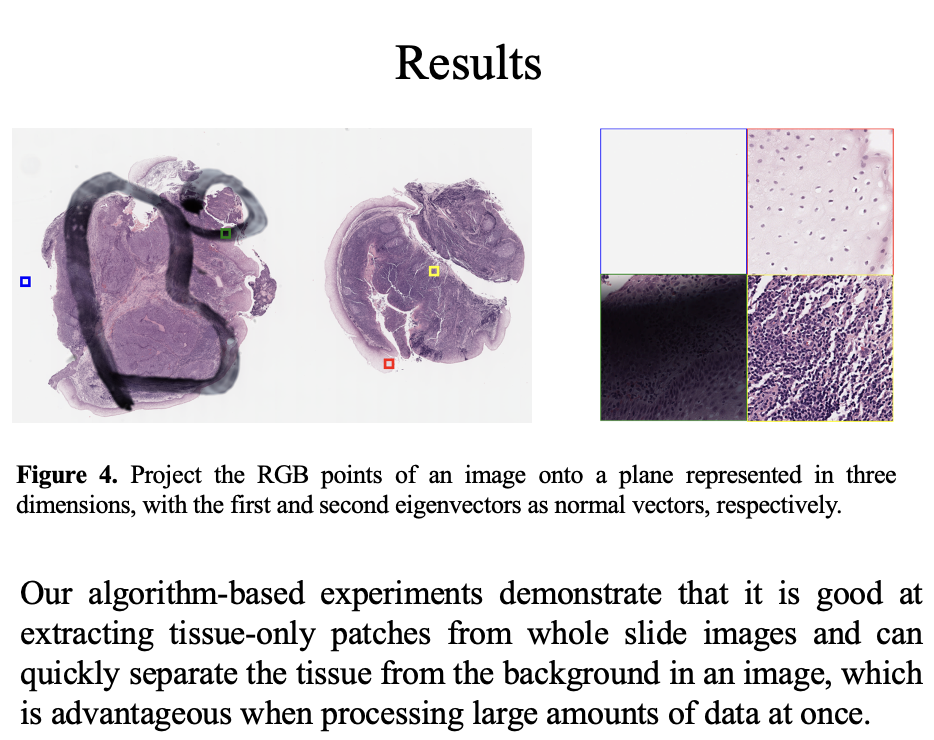 Results
Figure 4. Project the RGB points of an image onto a plane represented in three
dimensions, with the first and second eigenvectors as normal vectors, respectively.
Our algorithm-based experiments demonstrate that it is good at
extracting tissue-only patches from whole slide images and can
quickly separate the tissue from the background in an image, which
is advantageous when processing large amounts of data at once.